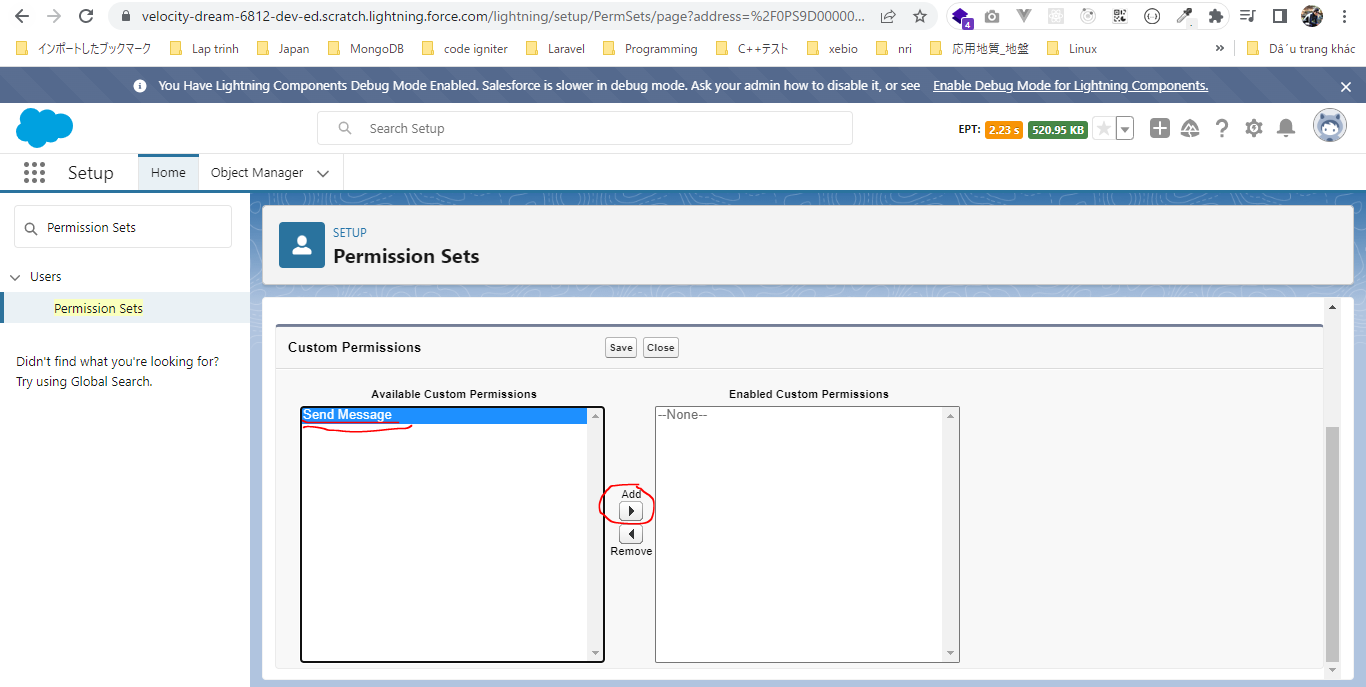 velocity-dream-6812-dev-ed.scratch.lightning.force.com/lightning/setup/PermSets/page?address=%2F0PS9D00000...
4
インポートしたブックマーク Lap trinh Japan MongoDB code igniter Laravel Programming C++テスト xebio nri 応用地質_地盤 Linux » Dấu trang khác
You Have Lightning Components Debug Mode Enabled. Salesforce is slower in debug mode. Ask your admin how to disable it, or see Enable Debug Mode for Lightning Components.
Search Setup
EPT: 2.23 s 520.95 KB
Setup Home Object Manager
Permission Sets
SETUP
Permission Sets
Users
Permission Sets
Didn't find what you're looking for?
Try using Global Search.
Custom Permissions Save Close
Available Custom Permissions Enabled Custom Permissions
Send Message --None--
Add
Remove